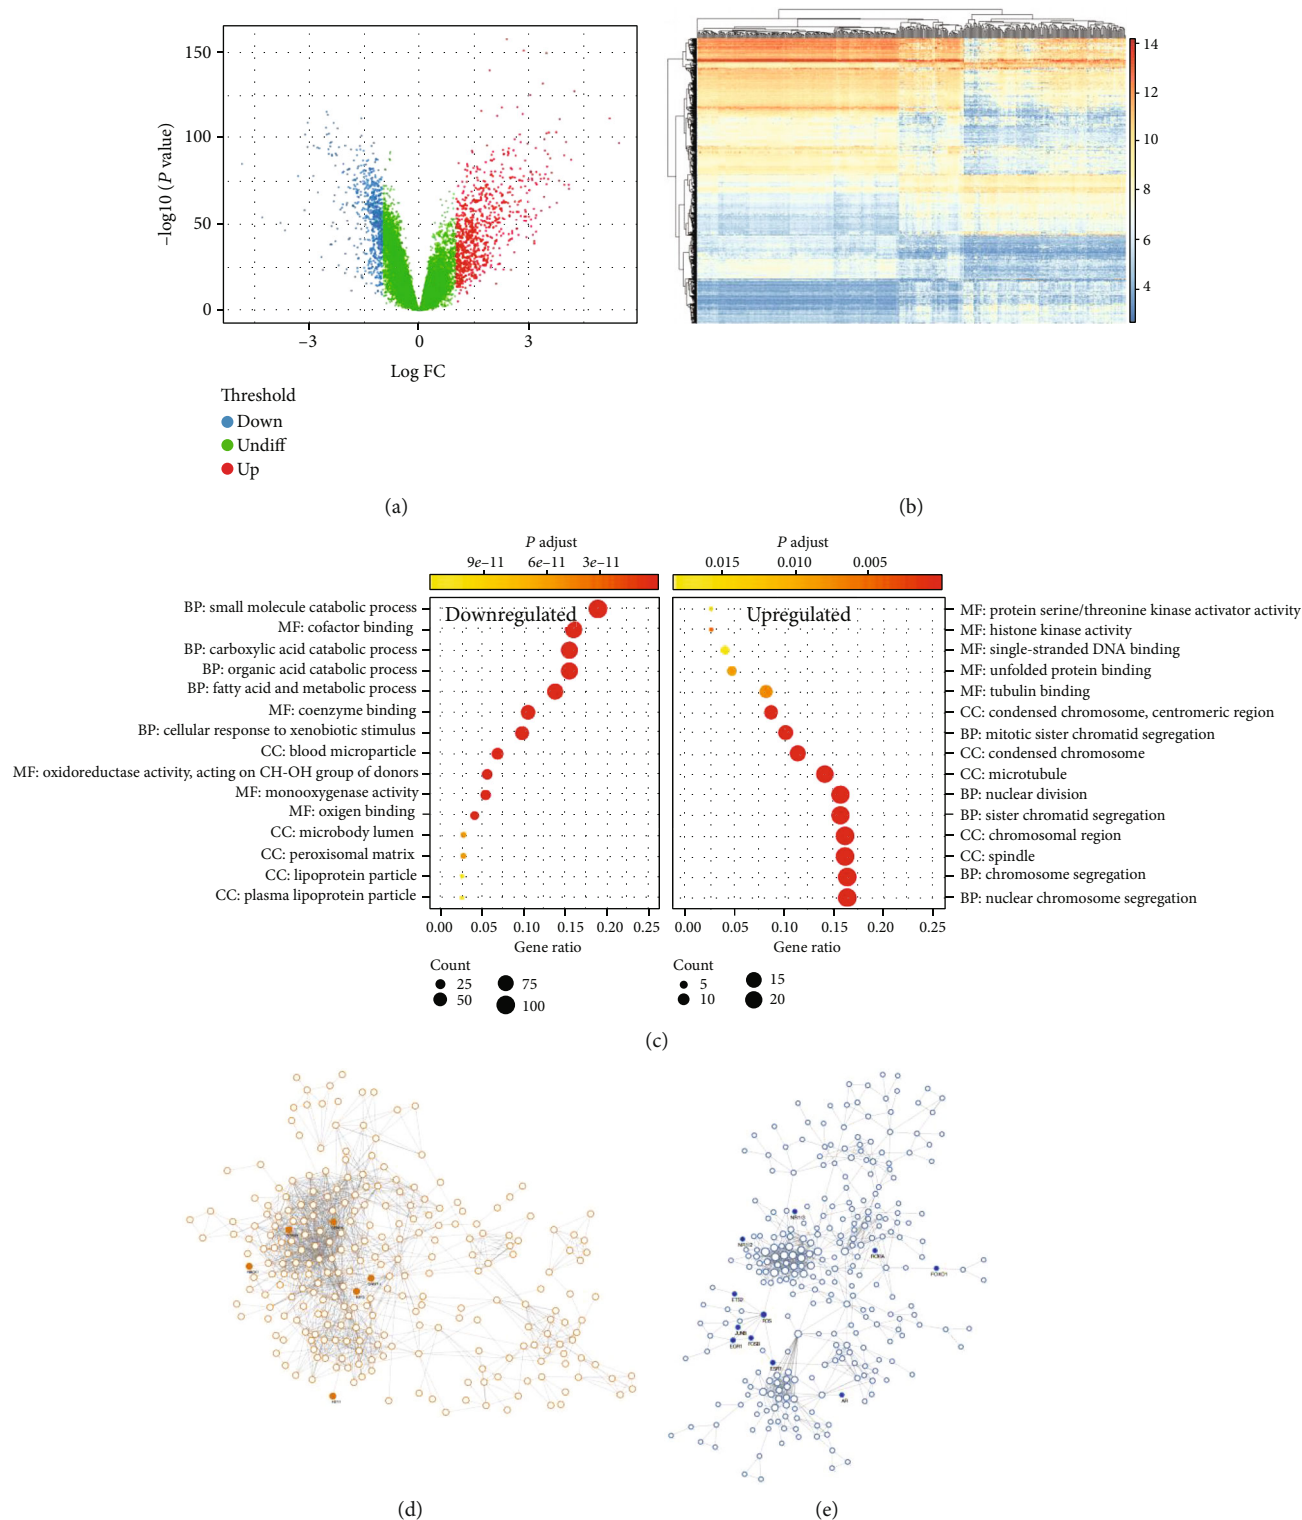 150
100
50
0
–log10 (P value)
–3
0
3
Log FC
Threshold
Down
Undiff
Up
(a)
14
12
10
8
6
4
(b)
P adjust
9e–11
6e–11
3e–11
Downregulated
BP: small molecule catabolic process
MF: cofactor binding
BP: carboxylic acid catabolic process
BP: organic acid catabolic process
BP: fatty acid and metabolic process
MF: coenzyme binding
BP: cellular response to xenobiotic stimulus
CC: blood microparticle
MF: oxidoreductase activity, acting on CH-OH group of donors
MF: monooxygenase activity
MF: oxigen binding
CC: microbody lumen
CC: peroxisomal matrix
CC: lipoprotein particle
CC: plasma lipoprotein particle
0.00 0.05 0.10 0.15 0.20 0.25
Gene ratio
Count
25
50
75
100
P adjust
0.015
0.010
0.005
Upregulated
MF: protein serine/threonine kinase activator activity
MF: histone kinase activity
MF: single-stranded DNA binding
MF: unfolded protein binding
MF: tubulin binding
CC: condensed chromosome, centromeric region
BP: mitotic sister chromatid segregation
CC: condensed chromosome
CC: microtubule
BP: nuclear division
BP: sister chromatid segregation
CC: chromosomal region
CC: spindle
BP: chromosome segregation
BP: nuclear chromosome segregation
0.00 0.05 0.10 0.15 0.20 0.25
Gene ratio
Count
5
10
15
20
(c)
(d)
RORA
FOXO1
ETS2
FOS
JUNB
EGR1
FOSB
ESR1
AR
(e)